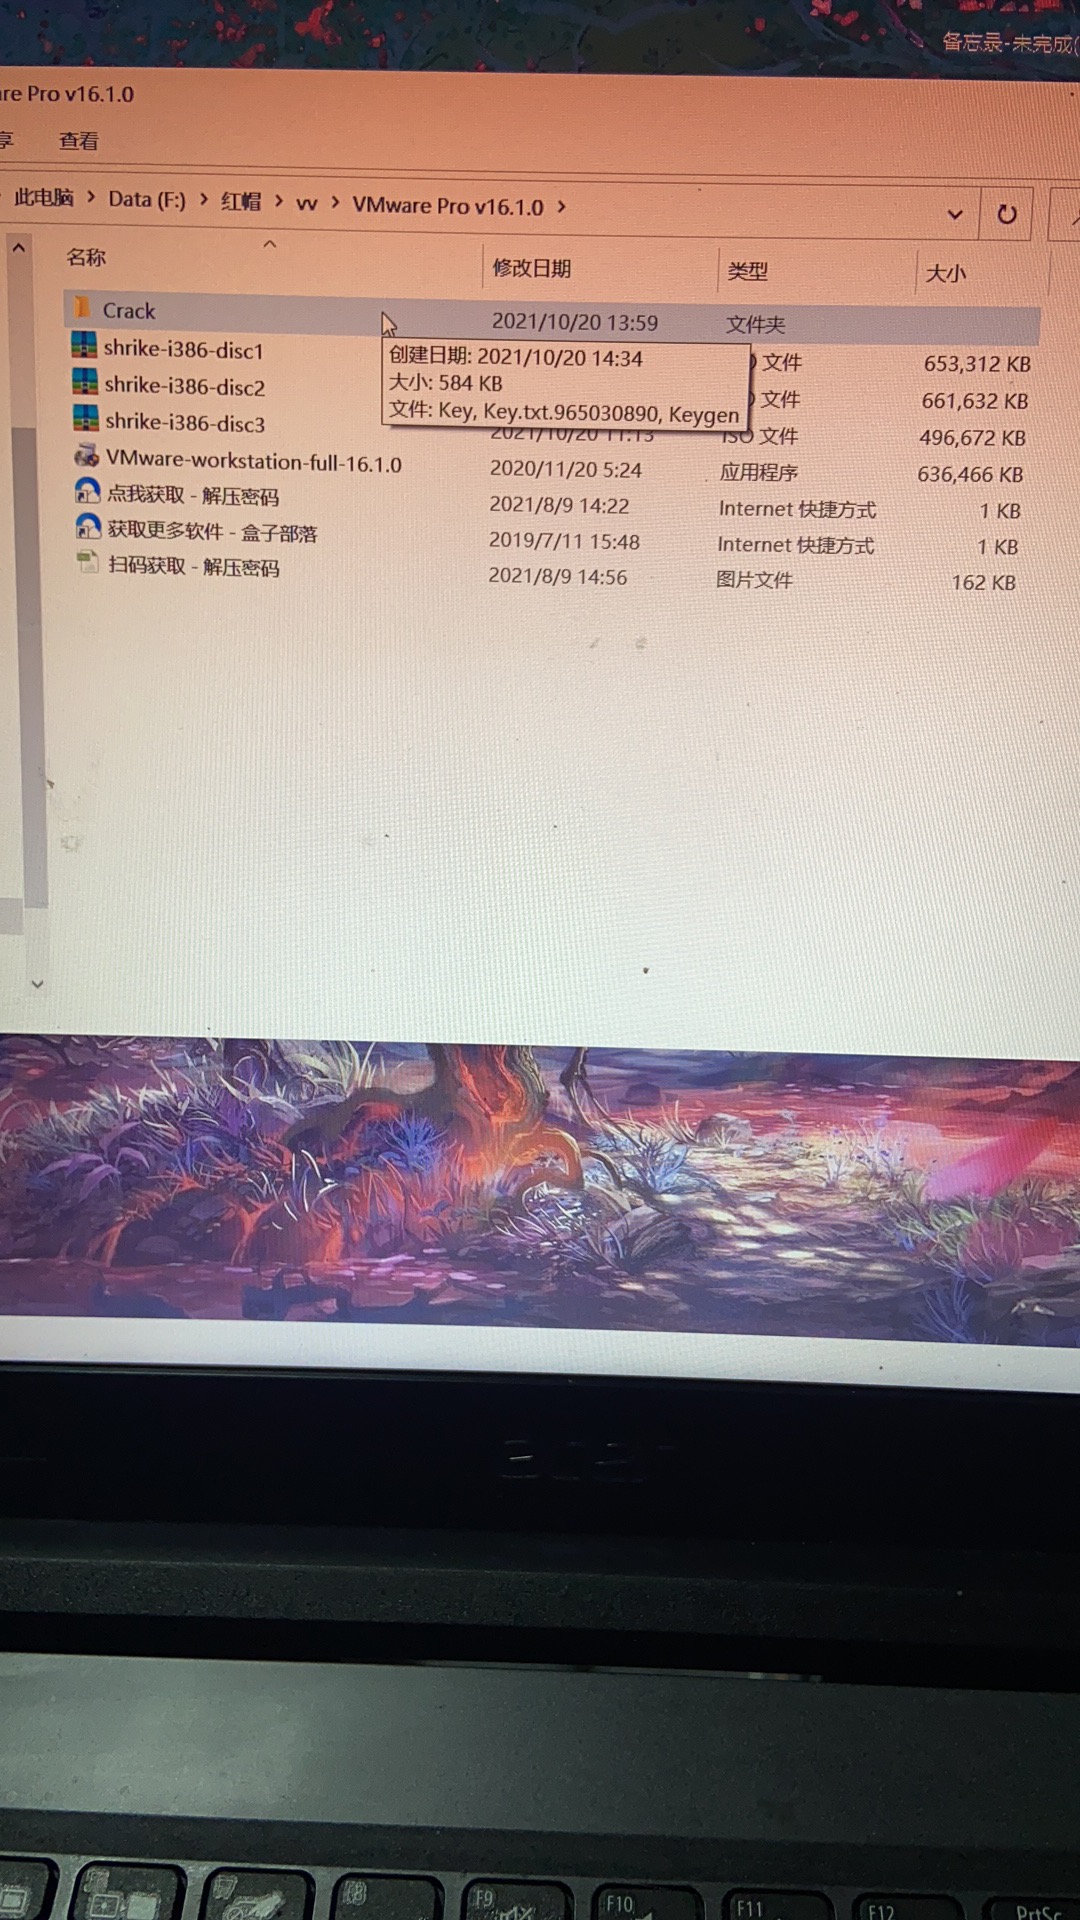 备忘录-未完成(
re Pro v16.1.0
享 查看
此电脑 > Data (F:) > 红帽 > vv > VMware Pro v16.1.0 >
名称 修改日期 类型 大小
Crack 2021/10/20 13:59 文件夹
shrike-i386-disc1 文件 653,312 KB
创建日期: 2021/10/20 14:34
大小: 584 KB
文件: Key, Key.txt.965030890, Keygen
shrike-i386-disc2 文件 661,632 KB
shrike-i386-disc3 2021/10/20 11:13 ISO 文件 496,672 KB
VMware-workstation-full-16.1.0 2020/11/20 5:24 应用程序 636,466 KB
点我获取 - 解压密码 2021/8/9 14:22 Internet 快捷方式 1 KB
获取更多软件 - 盒子部落 2019/7/11 15:48 Internet 快捷方式 1 KB
扫码获取 - 解压密码 2021/8/9 14:56 图片文件 162 KB
F9
F10
F11
F12
PrtSc